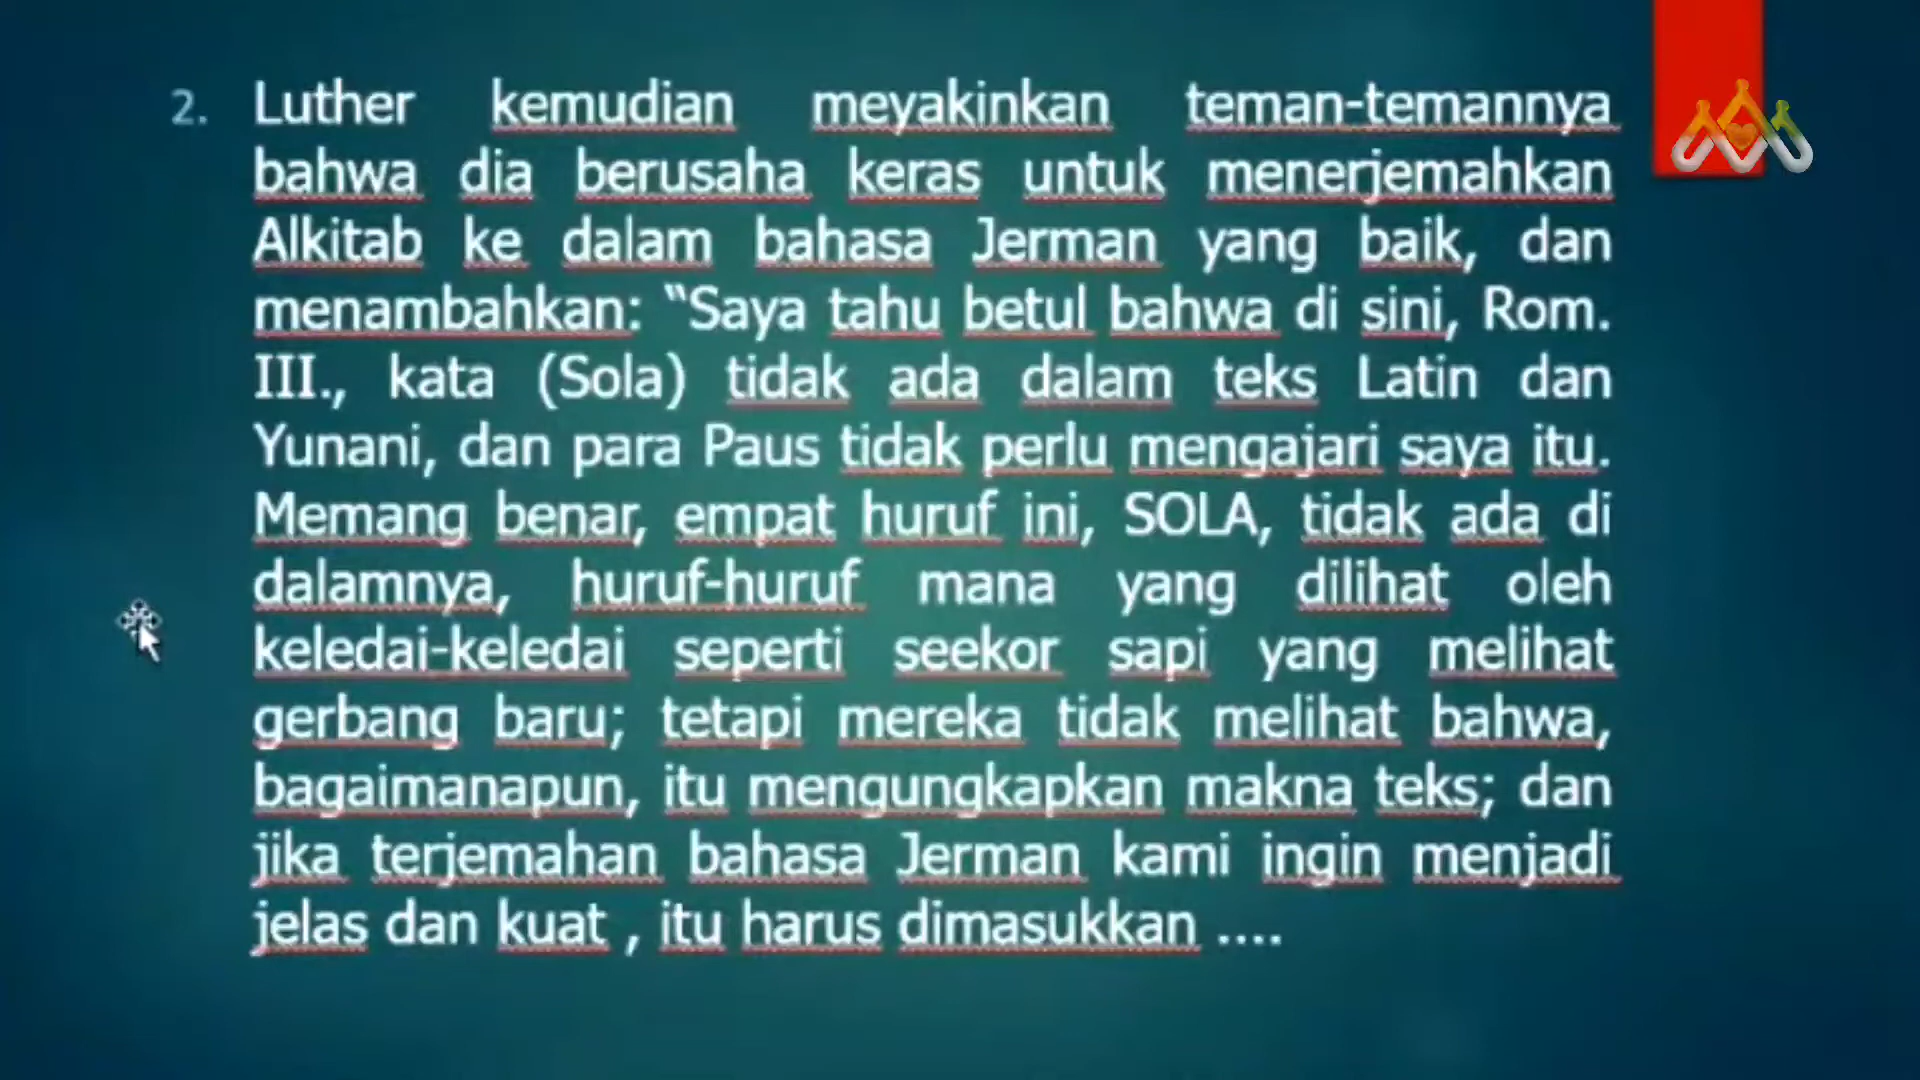 2. Luther kemudian meyakinkan teman-temannya
bahwa dia berusaha keras untuk menerjemahkan
Alkitab ke dalam bahasa Jerman yang baik, dan
menambahkan: “Saya tahu betul bahwa di sini, Rom.
III., kata (Sola) tidak ada dalam teks Latin dan
Yunani, dan para Paus tidak perlu mengajari saya itu.
Memang benar, empat huruf ini, SOLA, tidak ada di
dalamnya, huruf-huruf mana yang dilihat oleh
keledai-keledai seperti seekor sapi yang melihat
gerbang baru; tetapi mereka tidak melihat bahwa,
bagaimanapun, itu mengungkapkan makna teks; dan
jika terjemahan bahasa Jerman kami ingin menjadi
jelas dan kuat , itu harus dimasukkan ....